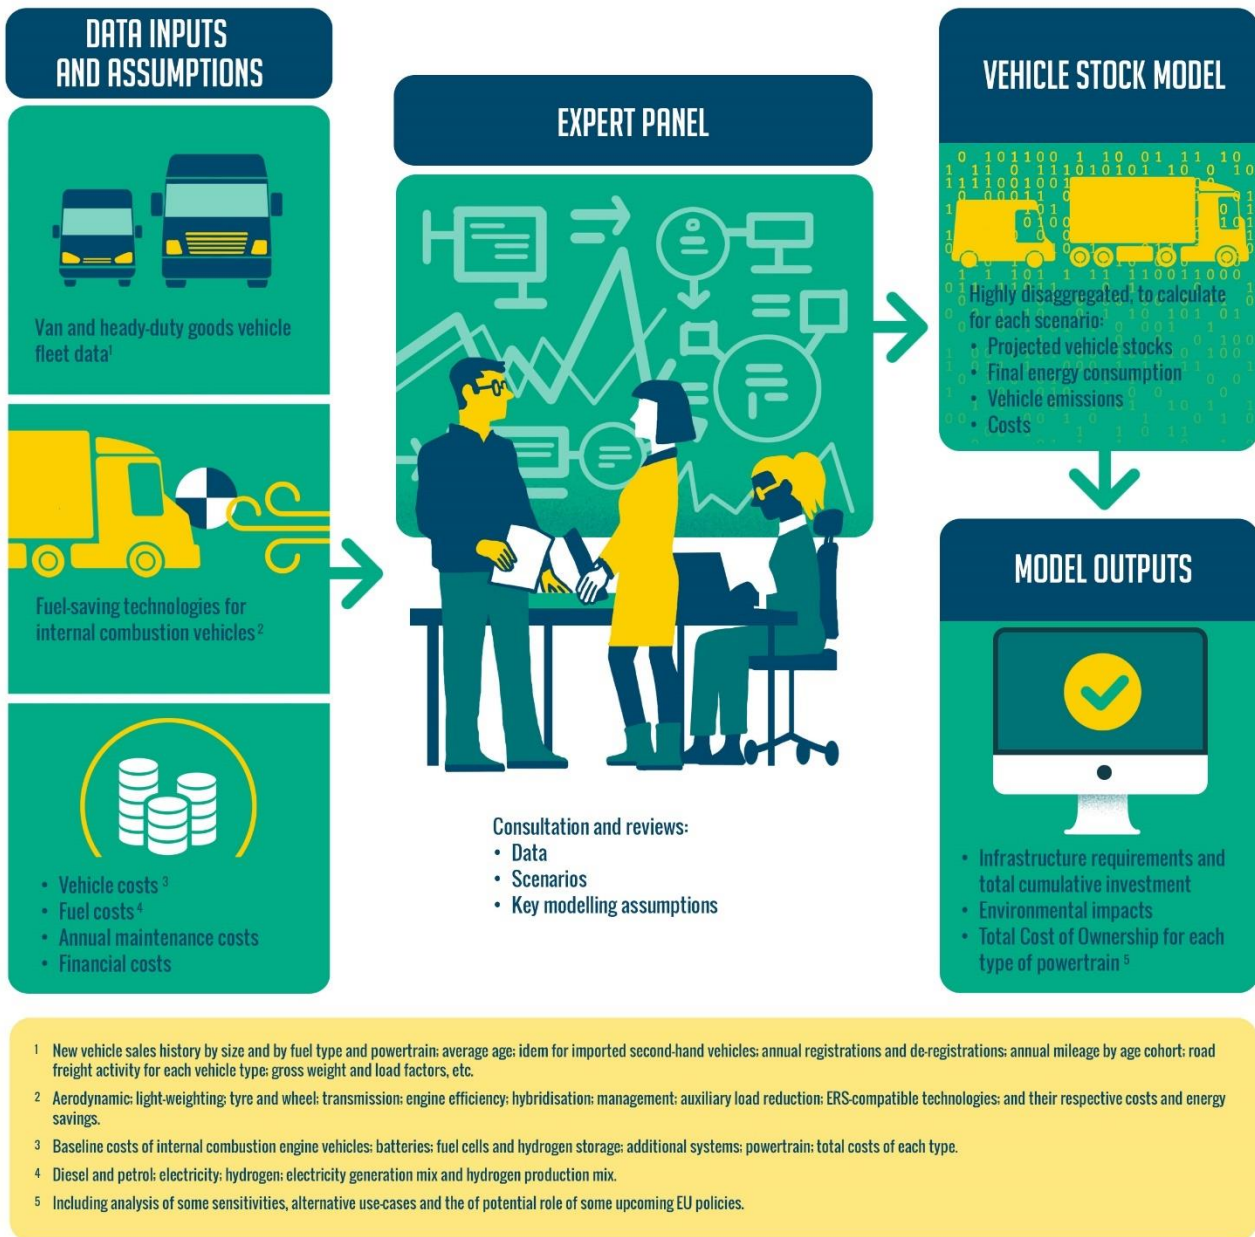 DATA INPUTS
AND ASSUMPTIONS
Van and heady-duty goods vehicle
fleet data¹
Fuel-saving technologies for
internal combustion vehicles ²
• Vehicle costs ³
• Fuel costs ⁴
• Annual maintenance costs
• Financial costs
EXPERT PANEL
Consultation and reviews:
• Data
• Scenarios
• Key modelling assumptions
VEHICLE STOCK MODEL
Highly disaggregated, to calculate
for each scenario:
• Projected vehicle stocks
• Final energy consumption
• Vehicle emissions
• Costs
MODEL OUTPUTS
• Infrastructure requirements and
total cumulative investment
• Environmental impacts
• Total Cost of Ownership for each
type of powertrain ⁵
¹ New vehicle sales history by size and by fuel type and powertrain; average age; idem for imported second-hand vehicles; annual registrations and de-registrations; annual mileage by age cohort; road
freight activity for each vehicle type; gross weight and load factors, etc.
² Aerodynamic; light-weighting; tyre and wheel; transmission; engine efficiency; hybridisation; management; auxiliary load reduction; ERS-compatible technologies; and their respective costs and energy
savings.
³ Baseline costs of internal combustion engine vehicles; batteries; fuel cells and hydrogen storage; additional systems; powertrain; total costs of each type.
⁴ Diesel and petrol; electricity; hydrogen; electricity generation mix and hydrogen production mix.
⁵ Including analysis of some sensitivities, alternative use-cases and the of potential role of some upcoming EU policies.